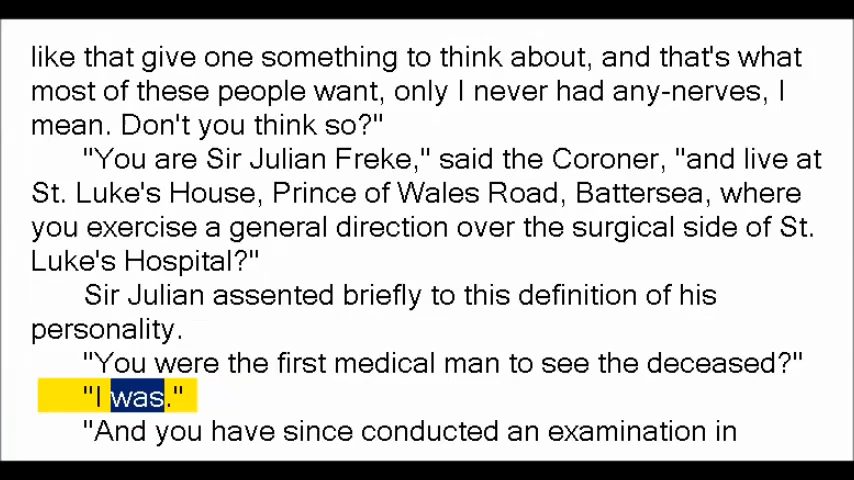 like that give one something to think about, and that's what
most of these people want, only I never had any-nerves, I
mean. Don't you think so?"
"You are Sir Julian Freke," said the Coroner, "and live at
St. Luke's House, Prince of Wales Road, Battersea, where
you exercise a general direction over the surgical side of St.
Luke's Hospital?"
Sir Julian assented briefly to this definition of his
personality.
"You were the first medical man to see the deceased?"
"I was."
"And you have since conducted an examination in